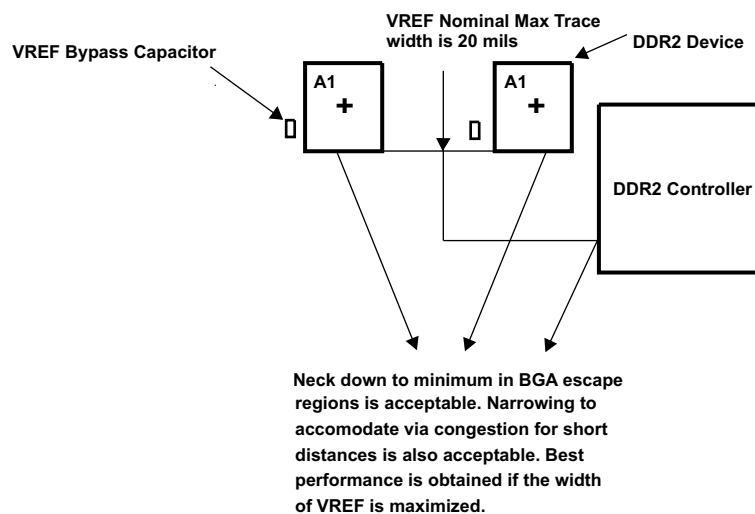 VREF Nominal Max Trace
width is 20 mils
VREF Bypass Capacitor
DDR2 Device
A1
+
A1
+
DDR2 Controller
Neck down to minimum in BGA escape
regions is acceptable. Narrowing to
accomodate via congestion for short
distances is also acceptable. Best
performance is obtained if the width
of VREF is maximized.